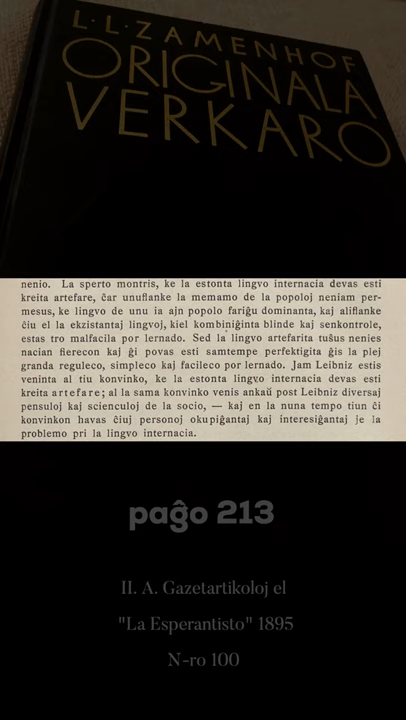 L·L·ZAMENHOF
ORIGINALA
VERKARO
nenio. La sperto montris, ke la estonta lingvo internacia devas esti
kreita artefare, ĉar unuflanke la memamo de la popoloj neniam per-
mesus, ke lingvo de unu ia ajn popolo fariĝu dominanta, kaj aliflanke
ĉiu el la ekzistantaj lingvoj, kiel kombiniĝinta blinde kaj senkontrole,
estas tro malfacila por lernado. Sed la lingvo artefarita tuŝus nenies
nacian fierecon kaj ĝi povas esti samtempe perfektigita ĝis la plej
granda reguleco, simpleco kaj facileco por lernado. Jam Leibniz estis
veninta al tiu konvinko, ke la estonta lingvo internacia devas esti
kreita artefare; al la sama konvinko venis ankaŭ post Leibniz diversaj
pensuloj kaj scienculoj de la socio, — kaj en la nuna tempo tiun ĉi
konvinkon havas ĉiuj personoj okupiĝantaj kaj interesiĝantaj je la
problemo pri la lingvo internacia.
paĝo 213
II. A. Gazetartikoloj el
"La Esperantisto" 1895
N-ro 100